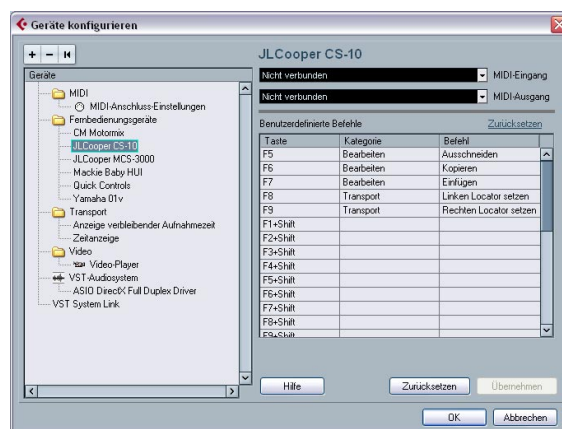 Geräte konfigurieren
JLCooper CS-10
Geräte
MIDI
MIDI-Anschluss-Einstellungen
Fernbedienungsgeräte
CM Motormix
JLCooper CS-10
JLCooper MCS-3000
Mackie Baby HUI
Quick Controls
Yamaha 01v
Transport
Anzeige verbleibender Aufnahmezeit
Zeitanzeige
Video
Video-Player
VST-Audiosystem
ASIO DirectX Full Duplex Driver
VST System Link
Nicht verbunden MIDI-Eingang
Nicht verbunden MIDI-Ausgang
Benutzerdefinierte Befehle Zurücksetzen
Taste Kategorie Befehl
F5 Bearbeiten Ausschneiden
F6 Bearbeiten Kopieren
F7 Bearbeiten Einfügen
F8 Transport Linken Locator setzen
F9 Transport Rechten Locator setzen
F1+Shift
F2+Shift
F3+Shift
F4+Shift
F5+Shift
F6+Shift
F7+Shift
F8+Shift
F9+Shift
Hilfe Zurücksetzen Übernehmen
OK Abbrechen